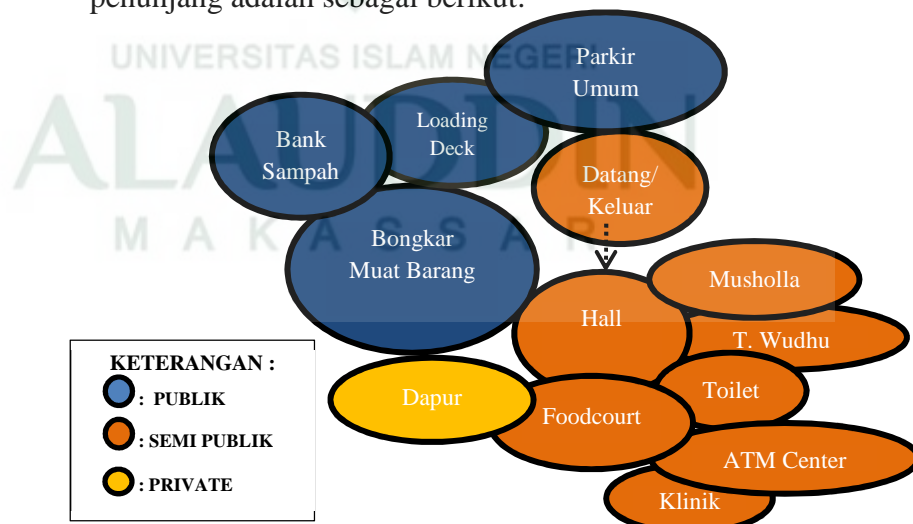 penunjang adalah sebagai berikut:
UNIVERSITAS ISLAM NEGERI
ALAUDDIN
MAKASSAR
Parkir
Umum
Loading
Deck
Bank
Sampah
Datang/
Keluar
Bongkar
Muat Barang
Musholla
Hall
T. Wudhu
Toilet
Dapur
Foodcourt
ATM Center
Klinik
KETERANGAN :
: PUBLIK
: SEMI PUBLIK
: PRIVATE